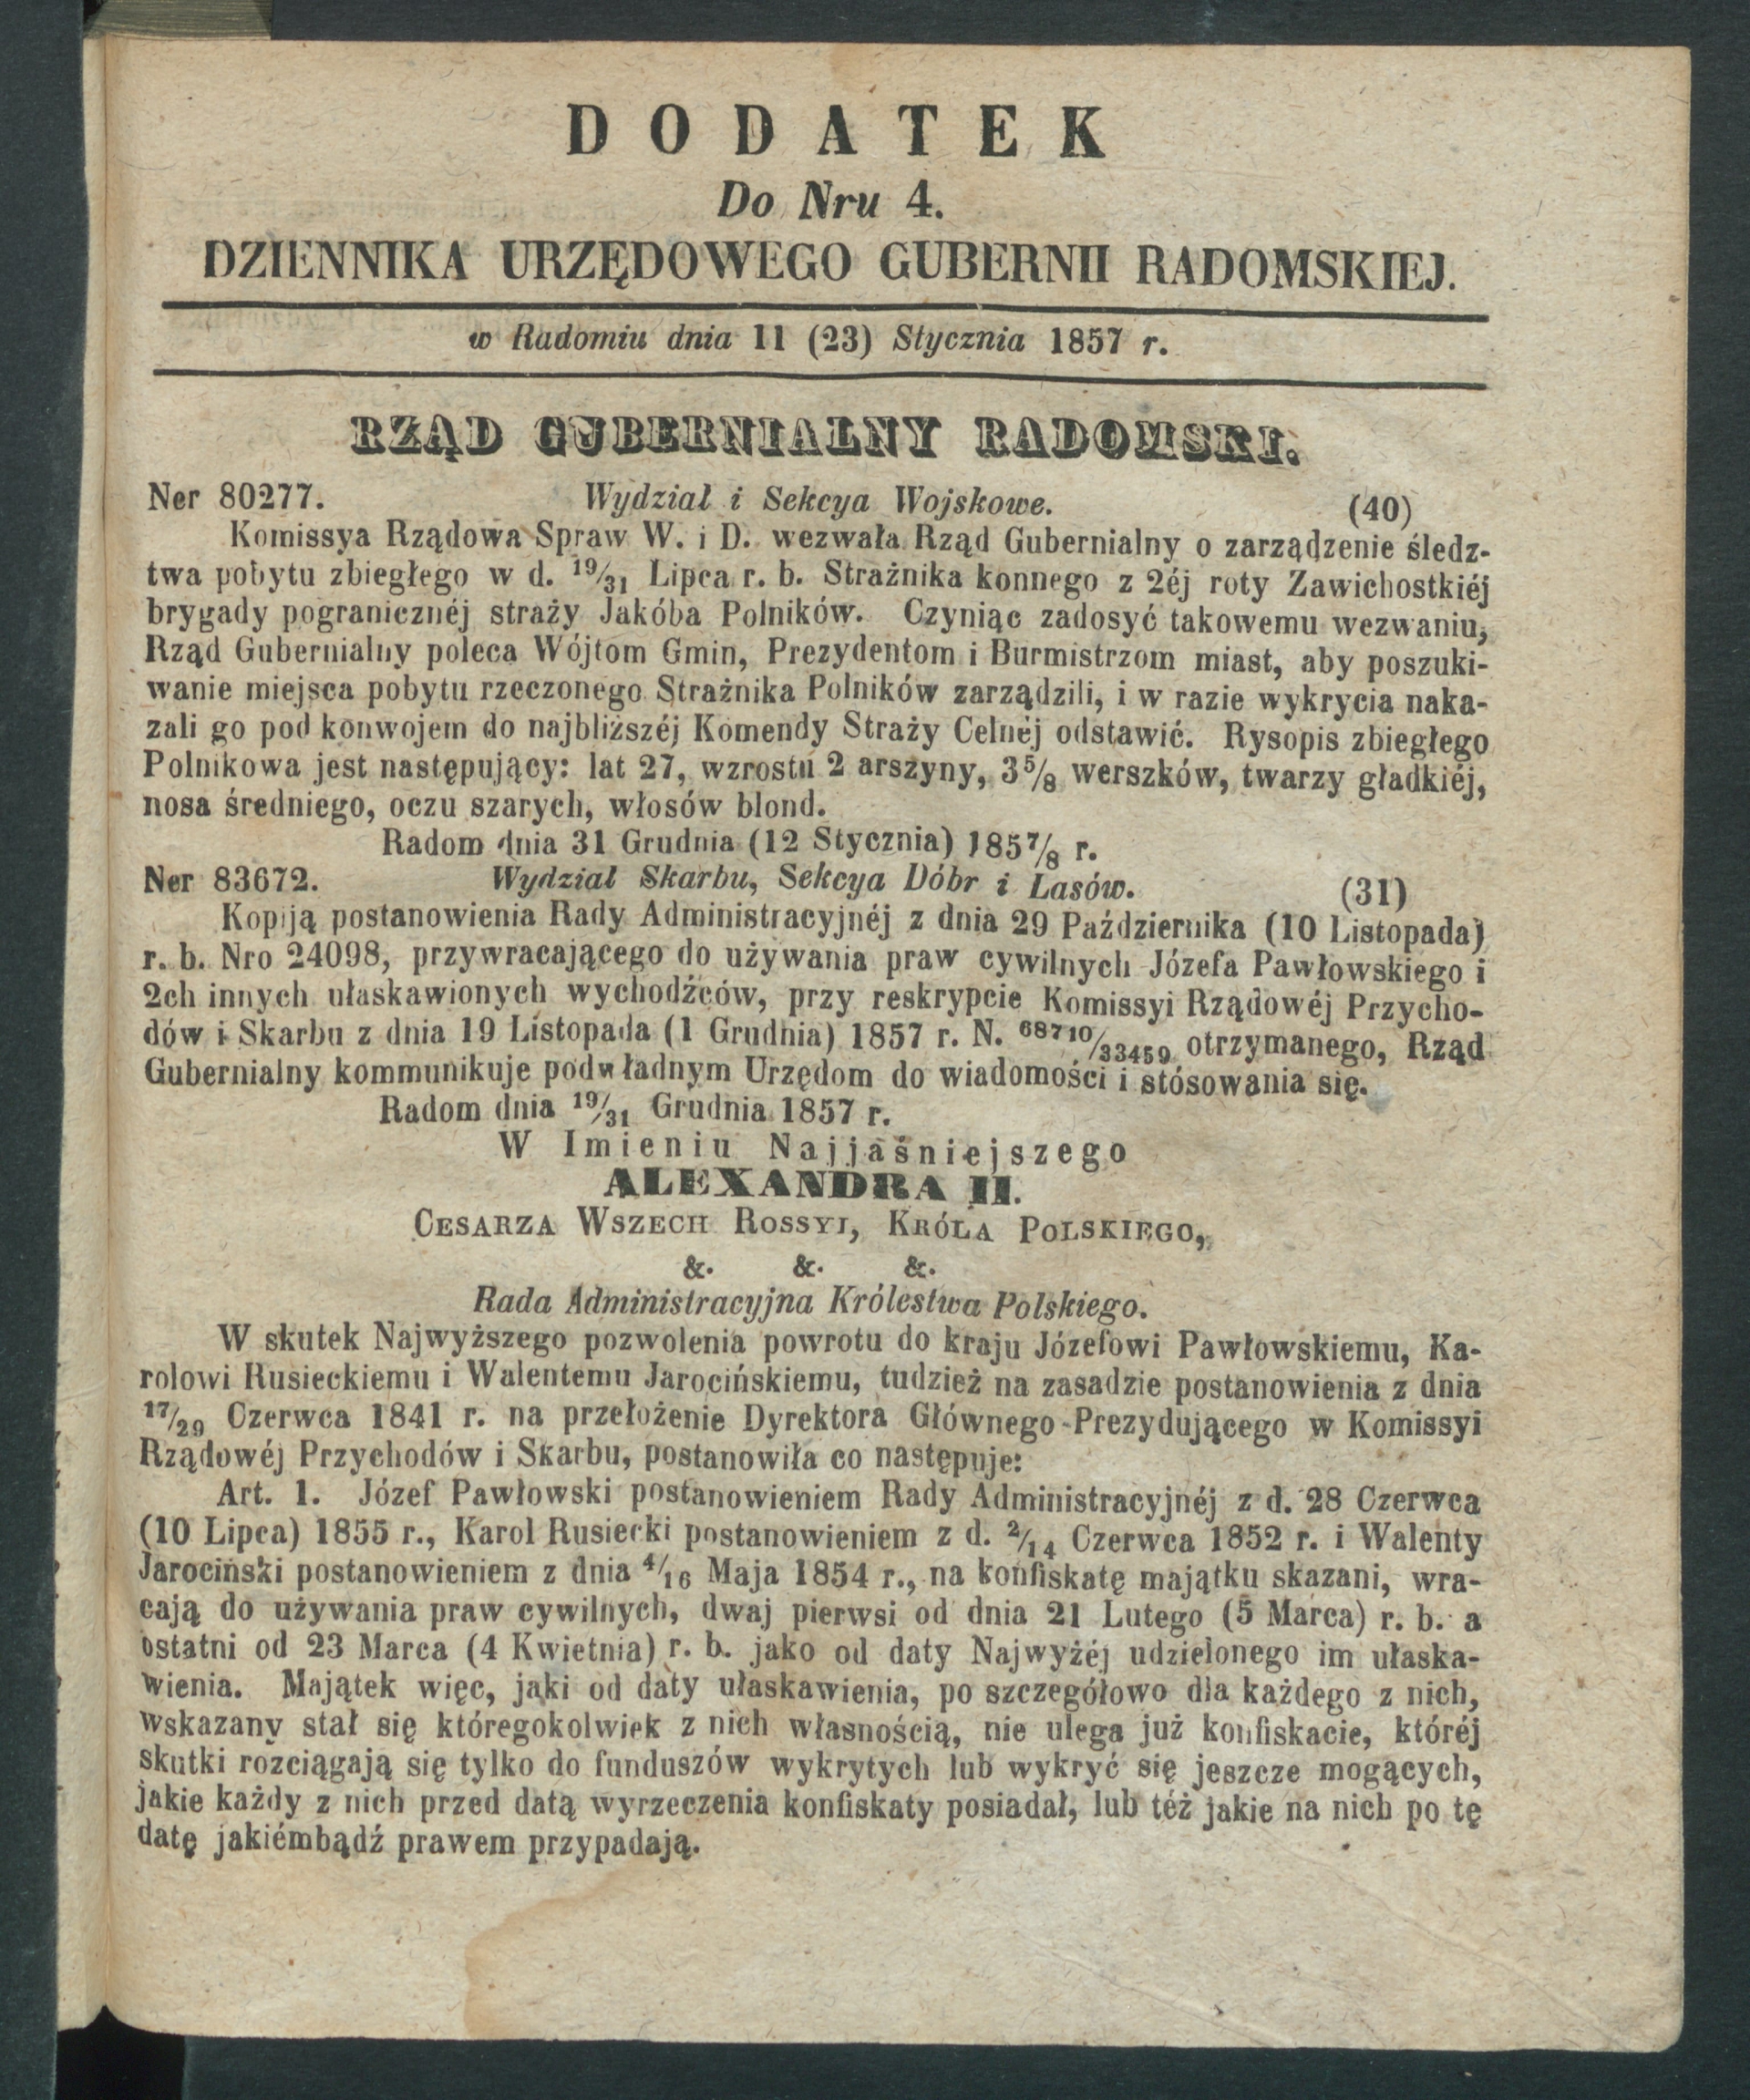 DODATEK
Do Nru 4.
DZIENNIKA URZĘDOWEGO GUBERNII RADOMSKIEJ.
w Radomiu dnia 11 (23) Stycznia 1857 r.
RZĄD GUBERNIALNY RADOMSKI.
Ner 80277. Wydział i Sekcya Wojskowe. (40)
Komissya Rządowa Spraw W. i D. wezwała Rząd Gubernialny o zarządzenie śledz-
twa pobytu zbiegłego w d. 19/31 Lipca r. b. Strażnika konnego z 2éj roty Zawichostkiéj
brygady pogranicznéj straży Jakóba Polników. Czyniąc zadosyć takowemu wezwaniu,
Rząd Gubernialny poleca Wójtom Gmin, Prezydentom i Burmistrzom miast, aby poszuki-
wanie miejsca pobytu rzeczonego Strażnika Polników zarządzili, i w razie wykrycia naka-
zali go pod konwojem do najbliższéj Komendy Straży Celnéj odstawić. Rysopis zbiegłego
Polnikowa jest następujący: lat 27, wzrostu 2 arszyny, 3 5/8 werszków, twarzy gładkiéj,
nosa średniego, oczu szarych, włosów blond.
Radom dnia 31 Grudnia (12 Stycznia) 185 7/8 r.
Ner 83672. Wydział Skarbu, Sekcya Dóbr i Lasów. (31)
Kopiją postanowienia Rady Administracyjnéj z dnia 29 Października (10 Listopada)
r. b. Nro 24098, przywracającego do używania praw cywilnych Józefa Pawłowskiego i
2ch innych ułaskawionych wychodźców, przy reskrypcie Komissyi Rządowéj Przycho-
dów i Skarbu z dnia 19 Listopada (1 Grudnia) 1857 r. N. 68710/33459 otrzymanego, Rząd
Gubernialny kommunikuje podwładnym Urzędom do wiadomości i stósowania się.
Radom dnia 19/31 Grudnia 1857 r.
W Imieniu Najjaśniejszego
ALEXANDRA II.
CESARZA WSZECH ROSSYI, KRÓLA POLSKIEGO,
&. &. &.
Rada Administracyjna Królestwa Polskiego.
W skutek Najwyższego pozwolenia powrotu do kraju Józefowi Pawłowskiemu, Ka-
rolowi Rusieckiemu i Walentemu Jarocińskiemu, tudzież na zasadzie postanowienia z dnia
17/29 Czerwca 1841 r. na przełożenie Dyrektora Głównego Prezydującego w Komissyi
Rządowéj Przychodów i Skarbu, postanowiła co następuje:
Art. 1. Józef Pawłowski postanowieniem Rady Administracyjnéj z d. 28 Czerwca
(10 Lipca) 1855 r., Karol Rusiecki postanowieniem z d. 2/14 Czerwca 1852 r. i Walenty
Jarociński postanowieniem z dnia 4/16 Maja 1854 r., na konfiskatę majątku skazani, wra-
cają do używania praw cywilnych, dwaj pierwsi od dnia 21 Lutego (5 Marca) r. b. a
ostatni od 23 Marca (4 Kwietnia) r. b. jako od daty Najwyżéj udzielonego im ułaska-
wienia. Majątek więc, jaki od daty ułaskawienia, po szczegółowo dla każdego z nich,
wskazany stał się któregokolwiek z nich własnością, nie ulega już konfiskacie, któréj
skutki rozciągają się tylko do funduszów wykrytych lub wykryć się jeszcze mogących,
jakie każdy z nich przed datą wyrzeczenia konfiskaty posiadał, lub téż jakie na nich po tę
datę jakiémbądź prawem przypadają.